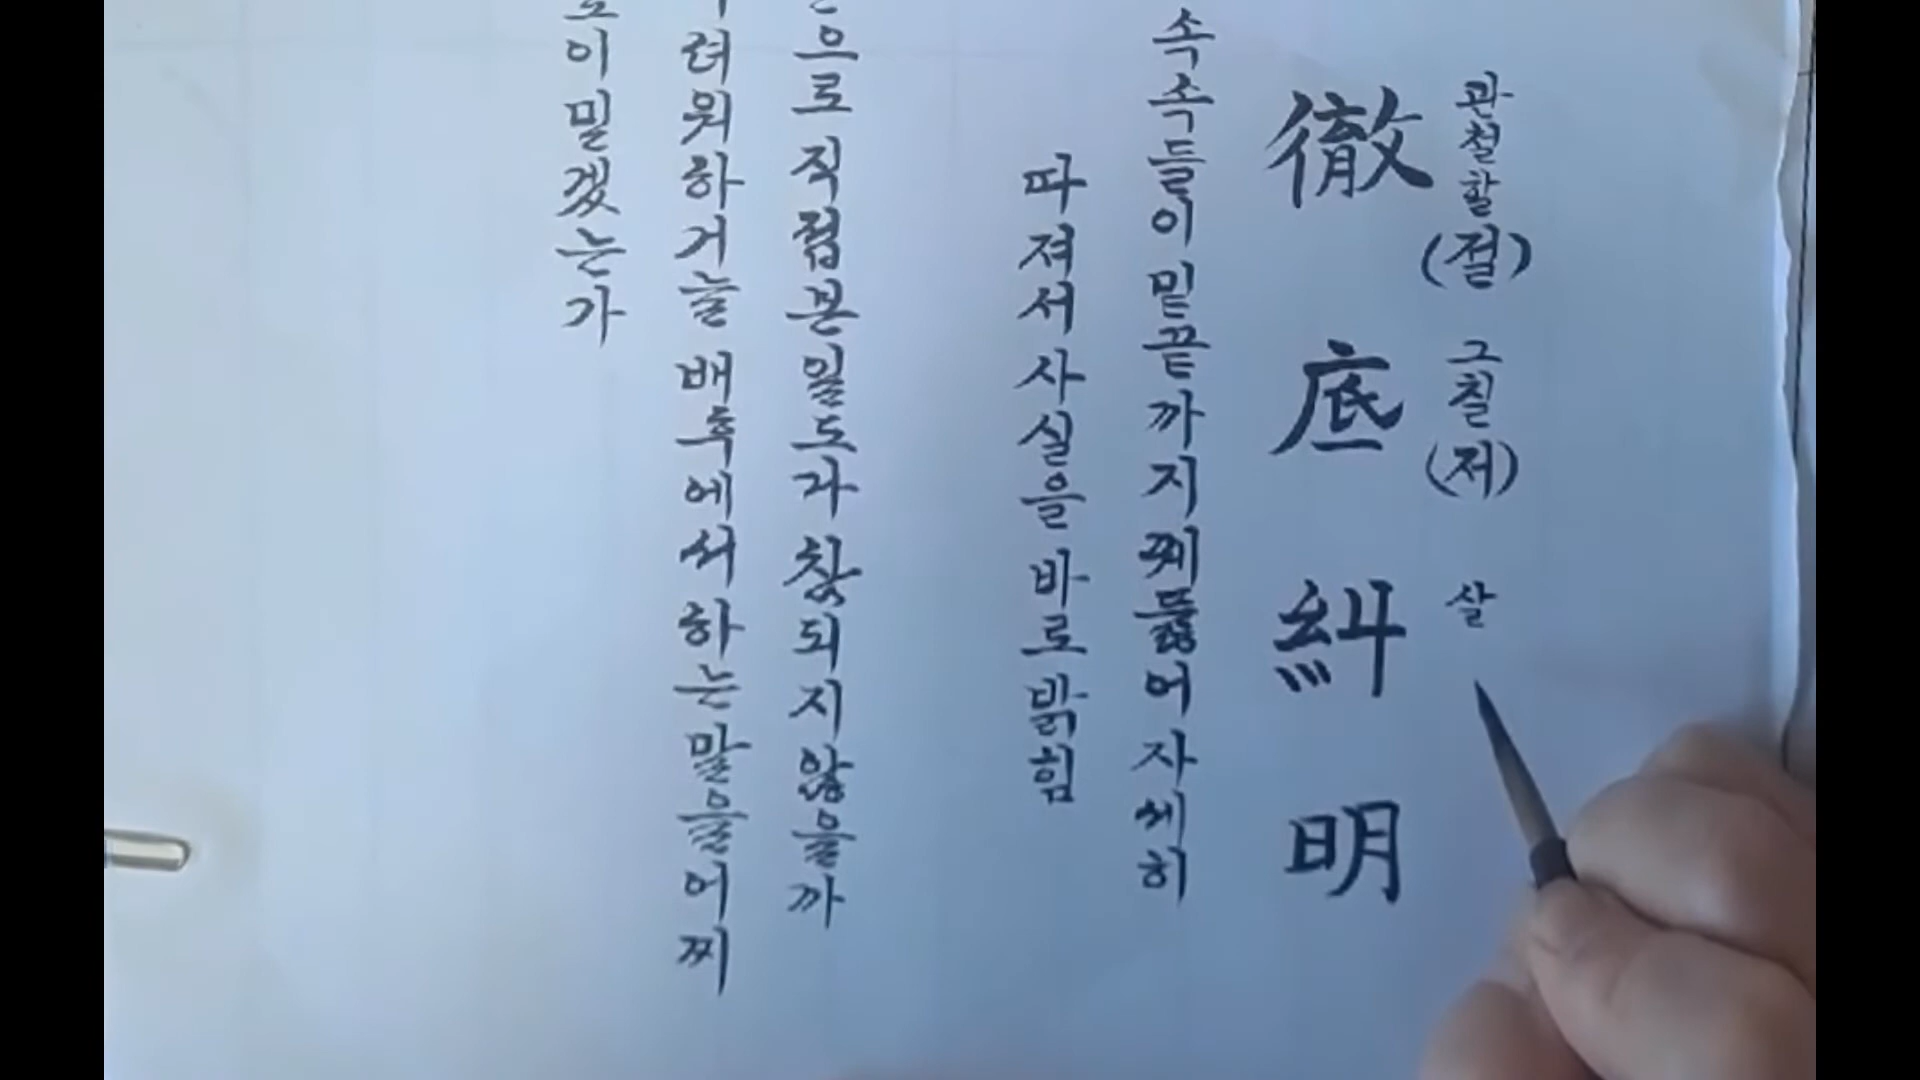 관철할(절) 그칠(저) 살
徹底糾明
속속들이 밑끝까지 꿰뚫어 자세히
따져서 사실을 바로 밝힘
으로 직접 본 일도 다 참되지 않을까
려워하거늘 배후에서 하는 말을 어찌
이 믿겠는가